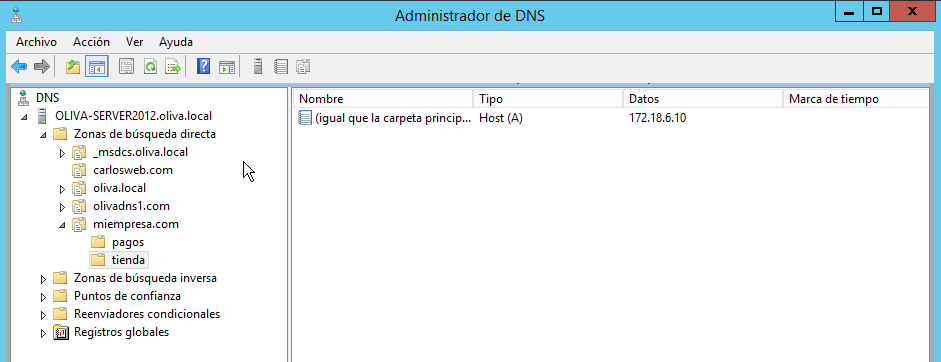 Administrador de DNS
Archivo Acción Ver Ayuda
DNS
OLIVA-SERVER2012.oliva.local
Zonas de búsqueda directa
_msdcs.oliva.local
carlosweb.com
oliva.local
olivadns1.com
miempresa.com
pagos
tienda
Zonas de búsqueda inversa
Puntos de confianza
Reenviadores condicionales
Registros globales
Nombre Tipo Datos Marca de tiempo
(igual que la carpeta princip... Host (A) 172.18.6.10